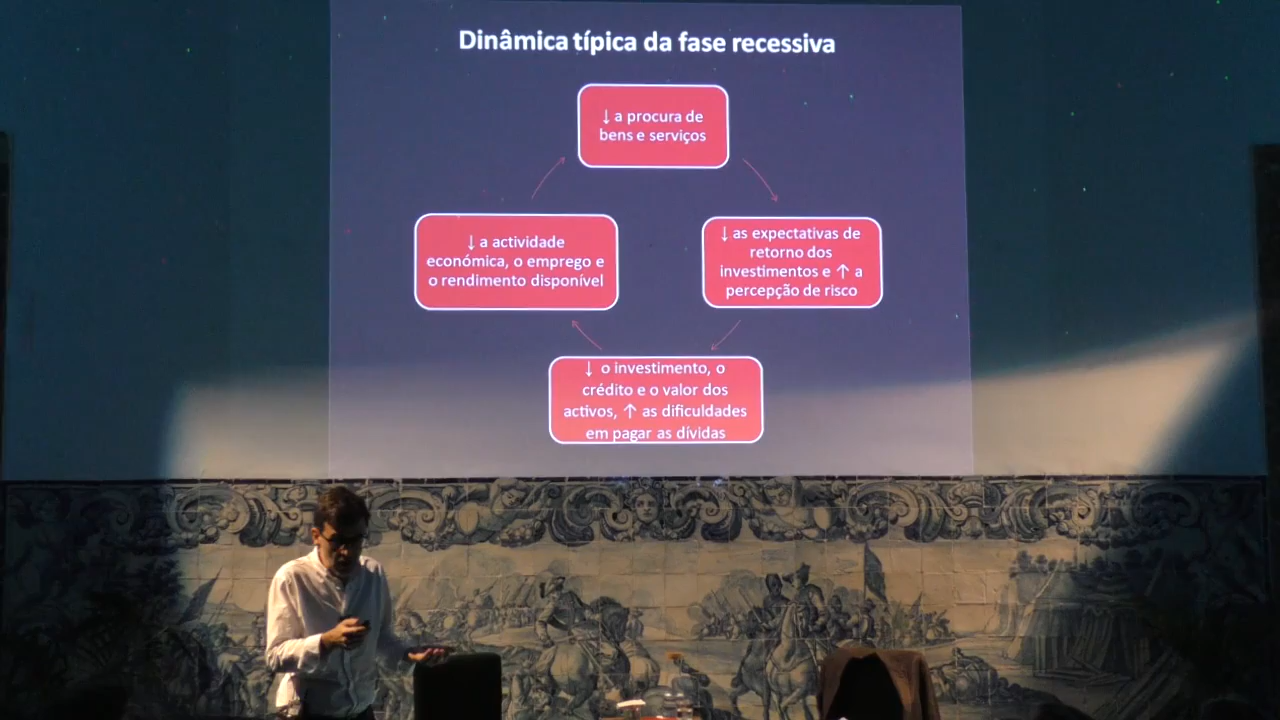 Dinâmica típica da fase recessiva
↓ a procura de
bens e serviços
↓ as expectativas de
retorno dos
investimentos e ↑ a
percepção de risco
↓ o investimento, o
crédito e o valor dos
activos, ↑ as dificuldades
em pagar as dívidas
↓ a actividade
económica, o emprego e
o rendimento disponível